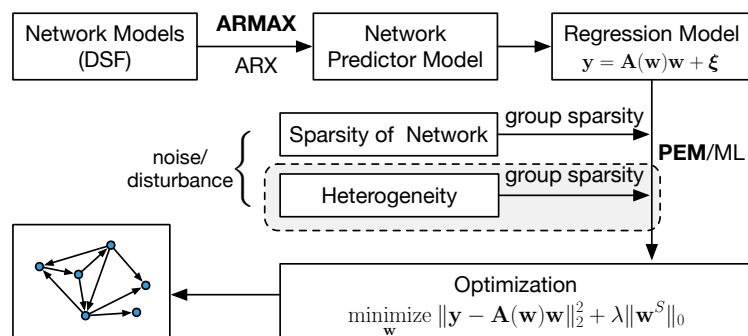 Network Models
(DSF)
ARMAX
ARX
Network
Predictor Model
Regression Model
y = A(w)w + ξ
Sparsity of Network
group sparsity
PEM/ML
noise/
disturbance
Heterogeneity
group sparsity
Optimization
minimize ‖y − A(w)w‖₂² + λ‖wˢ‖₀
w